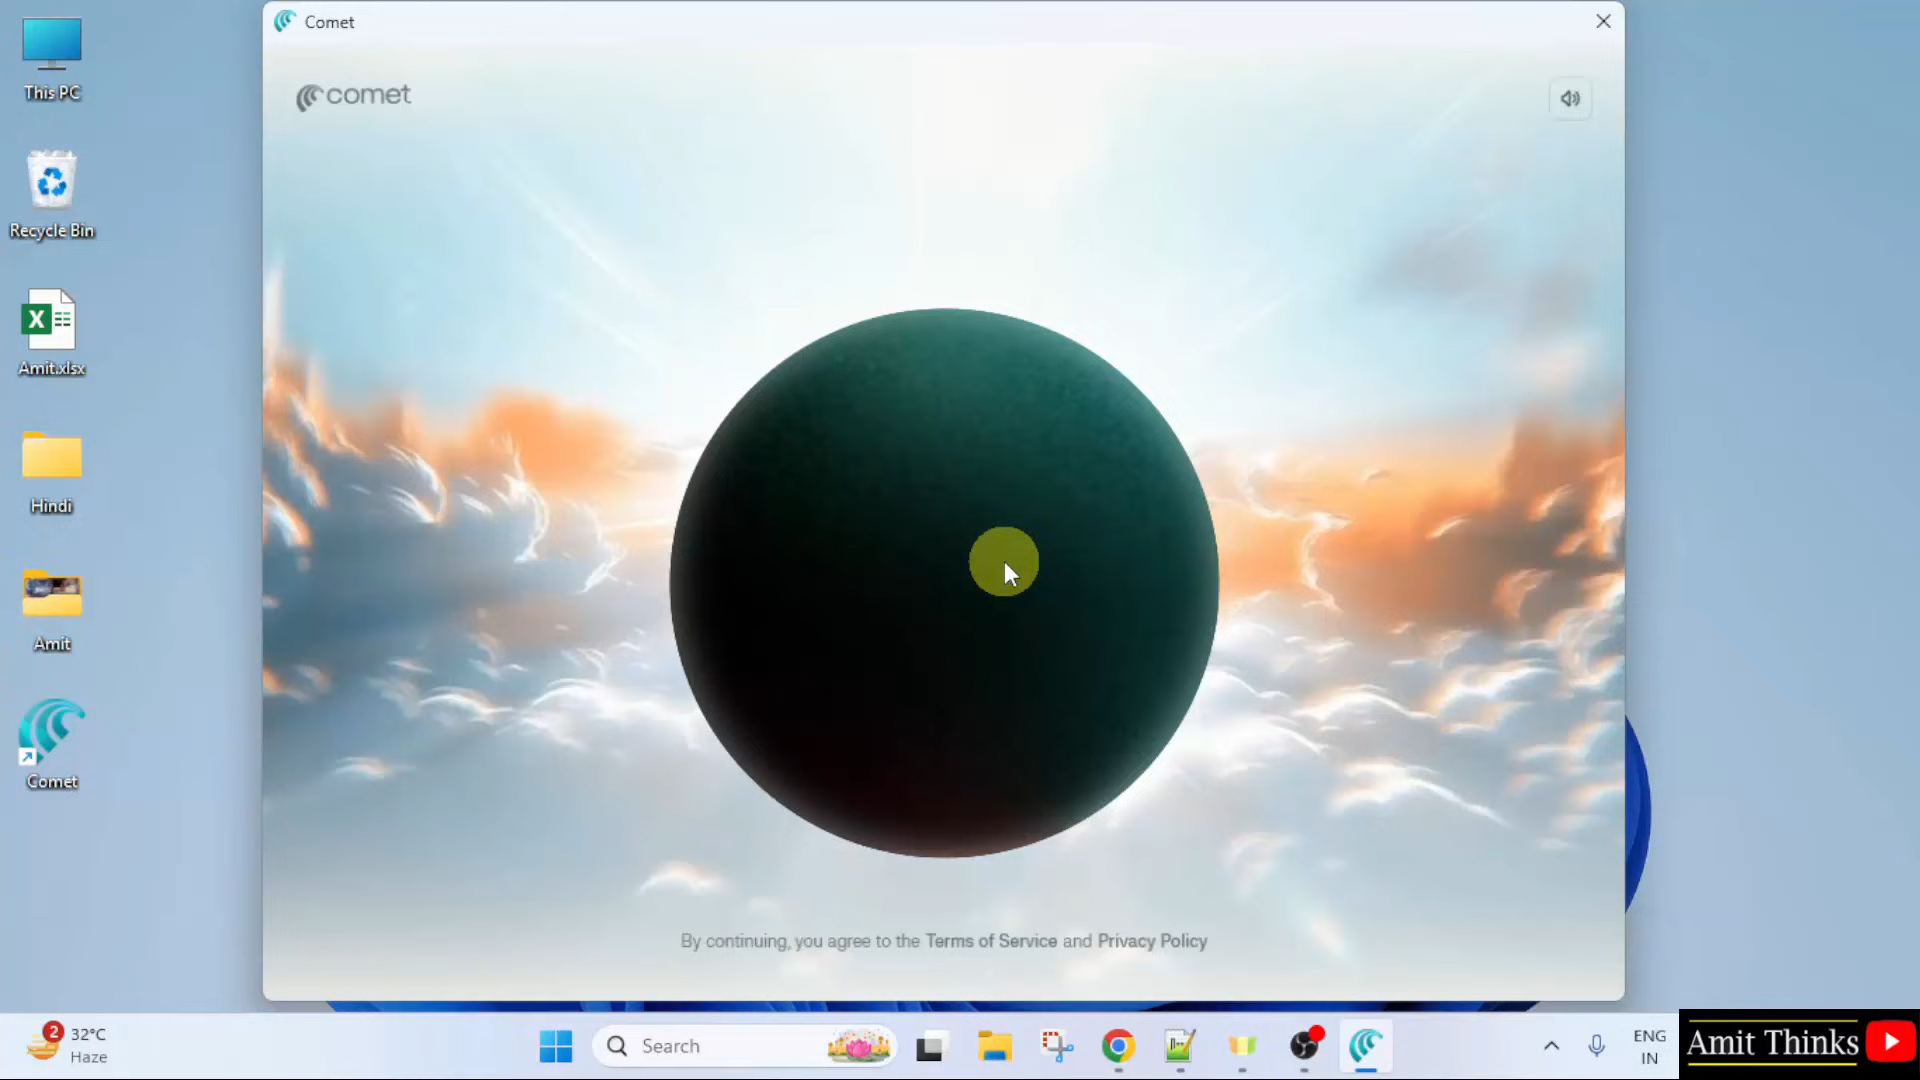 This PC
Recycle Bin
Amit.xlsx
Hindi
Amit
Comet
Comet
comet
By continuing, you agree to the Terms of Service and Privacy Policy
2
32°C
Haze
Search
ENG
IN
Amit Thinks